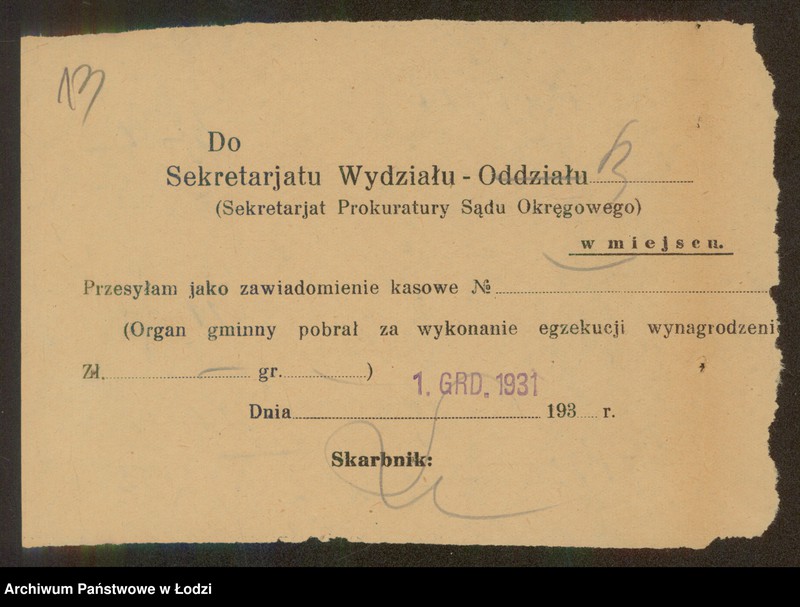 13
Do
Sekretarjatu Wydziału - Oddziału
(Sekretarjat Prokuratury Sądu Okręgowego)
w miejscu.
Przesyłam jako zawiadomienie kasowe №
(Organ gminny pobrał za wykonanie egzekucji wynagrodzeni
Zł. — gr. — )
1. GRD. 1931
Dnia 193 r.
Skarbnik:
Archiwum Państwowe w Łodzi